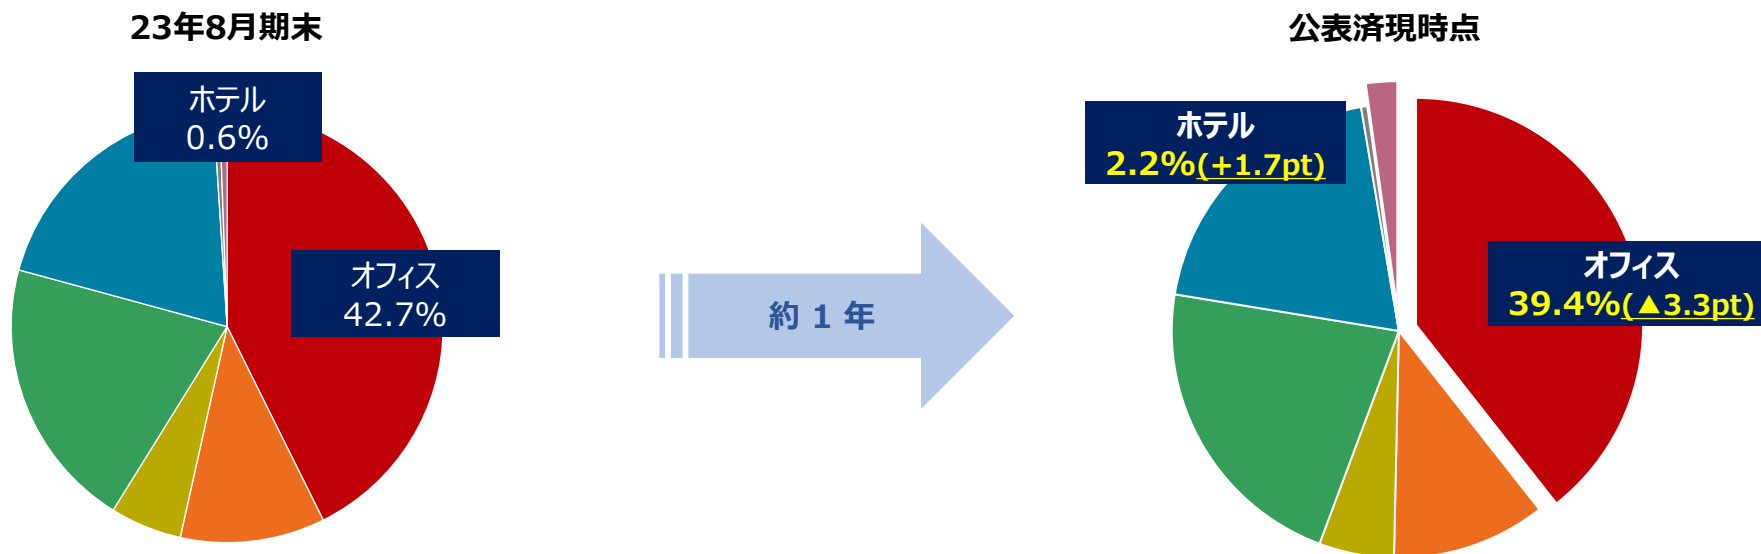 23年8月期末
ホテル
0.6%
オフィス
42.7%
約 1 年
公表済現時点
ホテル
2.2%(+1.7pt)
オフィス
39.4%(▲3.3pt)